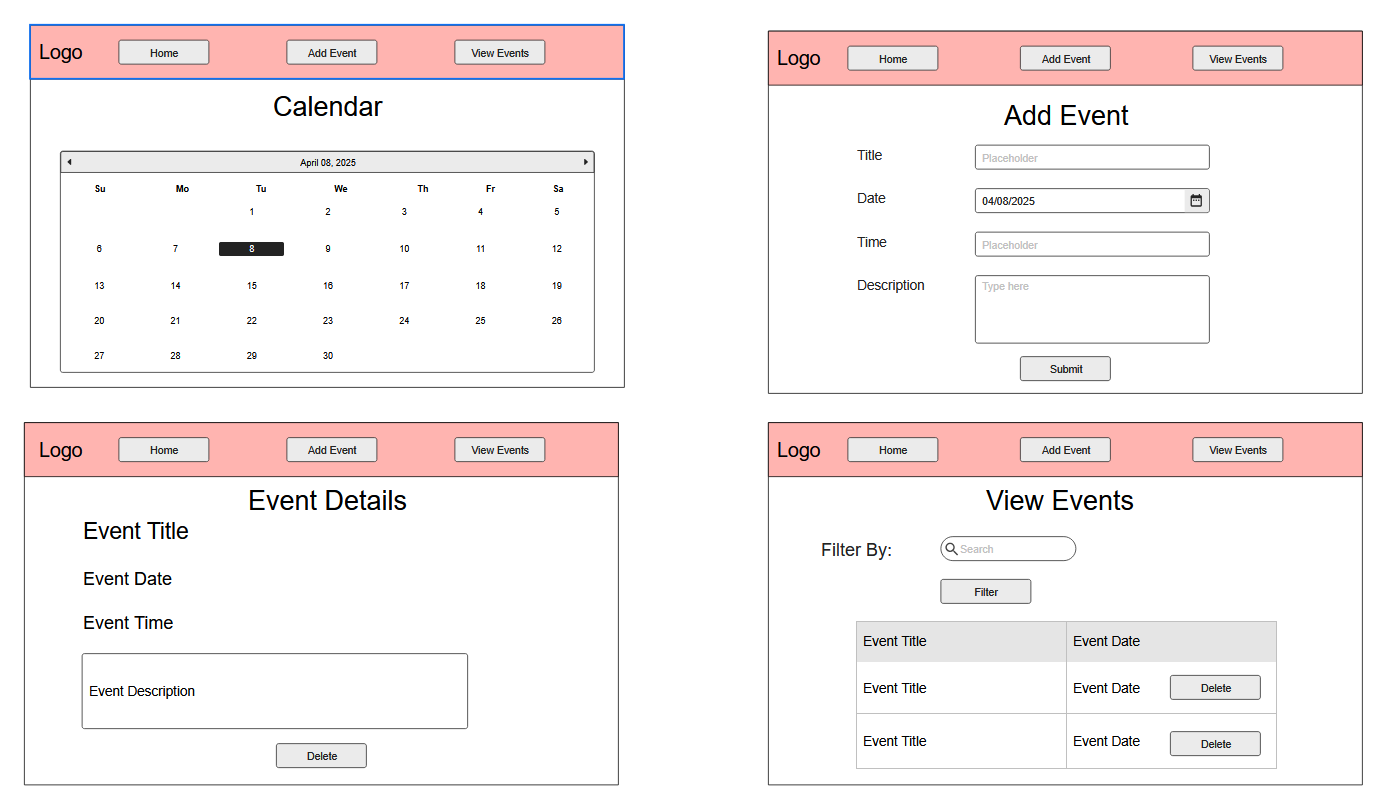 Logo Home Add Event View Events
Calendar
April 08, 2025
Su Mo Tu We Th Fr Sa
1 2 3 4 5
6 7 8 9 10 11 12
13 14 15 16 17 18 19
20 21 22 23 24 25 26
27 28 29 30
Logo Home Add Event View Events
Add Event
Title Placeholder
Date 04/08/2025
Time Placeholder
Description Type here
Submit
Logo Home Add Event View Events
Event Details
Event Title
Event Date
Event Time
Event Description
Delete
Logo Home Add Event View Events
View Events
Filter By: Search
Filter
Event Title Event Date
Event Title Event Date Delete
Event Title Event Date Delete